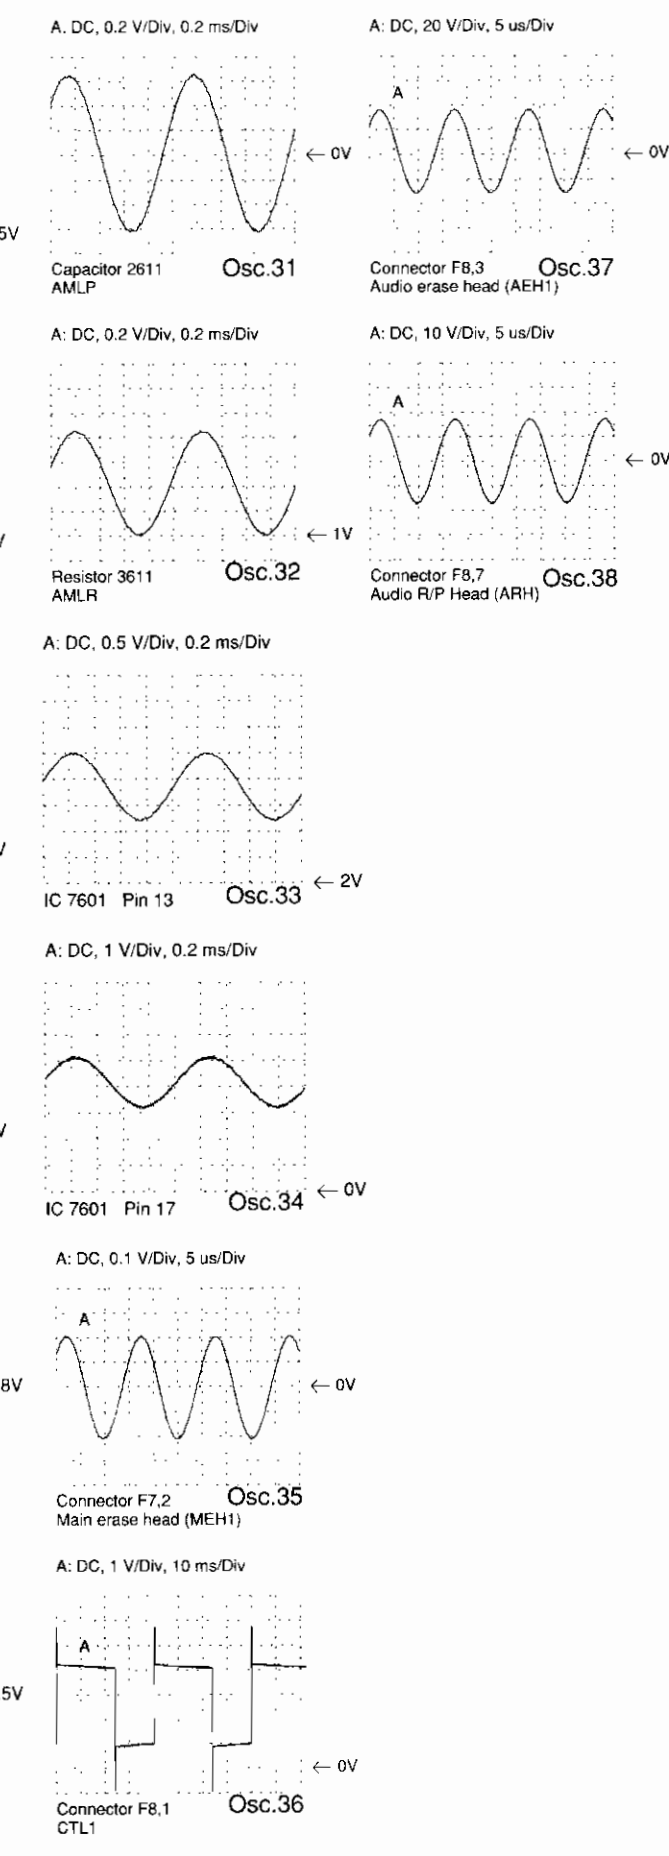 A. DC, 0.2 V/Div, 0.2 ms/Div
← 0V
5V
Capacitor 2611
Osc.31
AMLP
A: DC, 20 V/Div, 5 us/Div
A
← 0V
Connector F8,3
Osc.37
Audio erase head (AEH1)
A: DC, 0.2 V/Div, 0.2 ms/Div
← 1V
Resistor 3611
Osc.32
AMLR
A: DC, 10 V/Div, 5 us/Div
A
← 0V
Connector F8,7
Osc.38
Audio R/P Head (ARH)
A: DC, 0.5 V/Div, 0.2 ms/Div
← 2V
IC 7601 Pin 13
Osc.33
A: DC, 1 V/Div, 0.2 ms/Div
← 0V
IC 7601 Pin 17
Osc.34
A: DC, 0.1 V/Div, 5 us/Div
A
8V
← 0V
Connector F7,2
Osc.35
Main erase head (MEH1)
A: DC, 1 V/Div, 10 ms/Div
A
5V
← 0V
Connector F8,1
Osc.36
CTL1